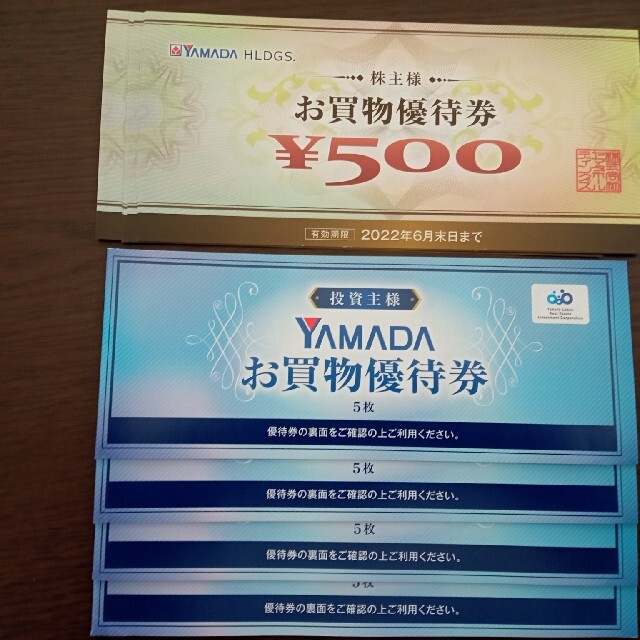 YAMADA HLDGS.
株主様
お買物優待券
¥500
有効期限 2022年6月末日まで
投資主様
YAMADA
お買物優待券
5枚
優待券の裏面をご確認の上ご利用ください。
5枚
優待券の裏面をご確認の上ご利用ください。
5枚
優待券の裏面をご確認の上ご利用ください。
5枚
優待券の裏面をご確認の上ご利用ください。